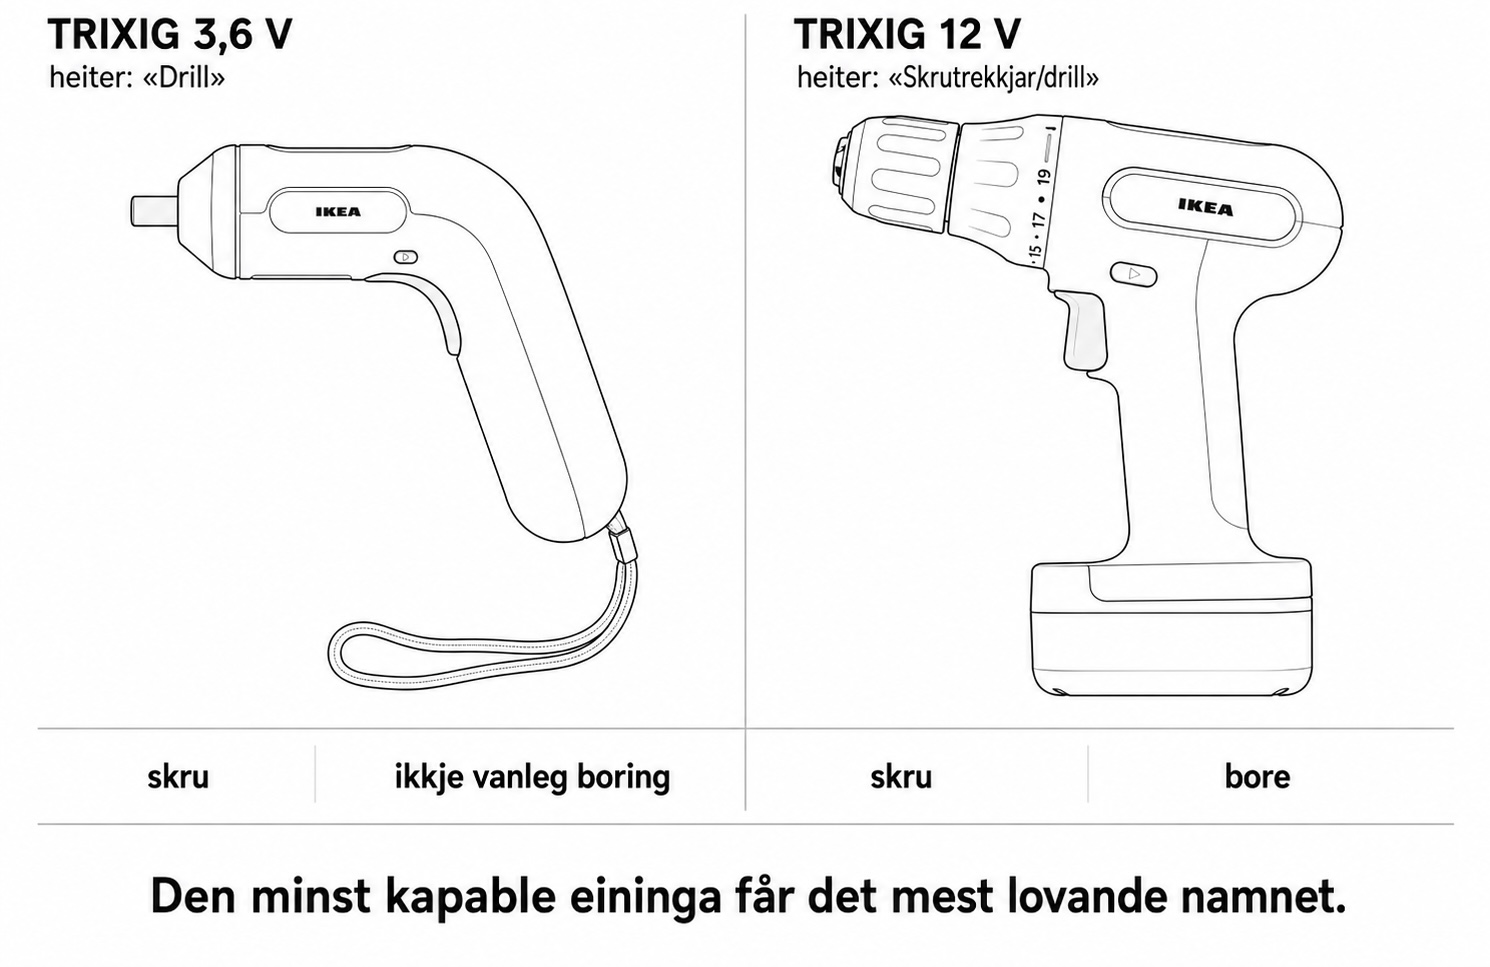 TRIXIG 3,6 V
heiter: «Drill»
IKEA
TRIXIG 12 V
heiter: «Skrutrekkjar/drill»
15 • 17 • 19
IKEA
skru
ikkje vanleg boring
skru
bore
Den minst kapable eininga får det mest lovande namnet.